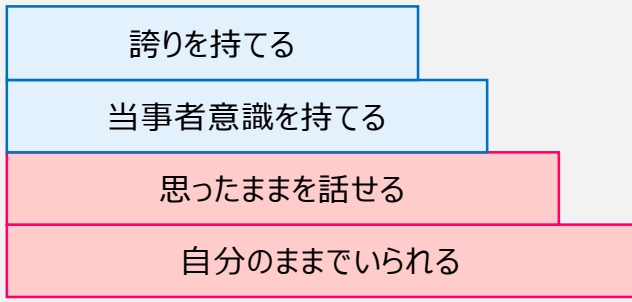 誇りを持てる
当事者意識を持てる
思ったままを話せる
自分のままでいられる